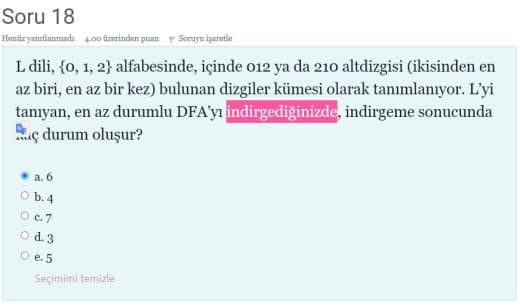 Soru 18
Henüz yanıtlanmadı 4,00 üzerinden puan Soruyu işaretle
L dili, {0, 1, 2} alfabesinde, içinde 012 ya da 210 altdizgisi (ikisinden en
az biri, en az bir kez) bulunan dizgiler kümesi olarak tanımlanıyor. L'yi
tanıyan, en az durumlu DFA'yı indirgediğinizde, indirgeme sonucunda
durum oluşur?
a. 6
b. 4
c. 7
d. 3
e. 5
Seçimimi temizle